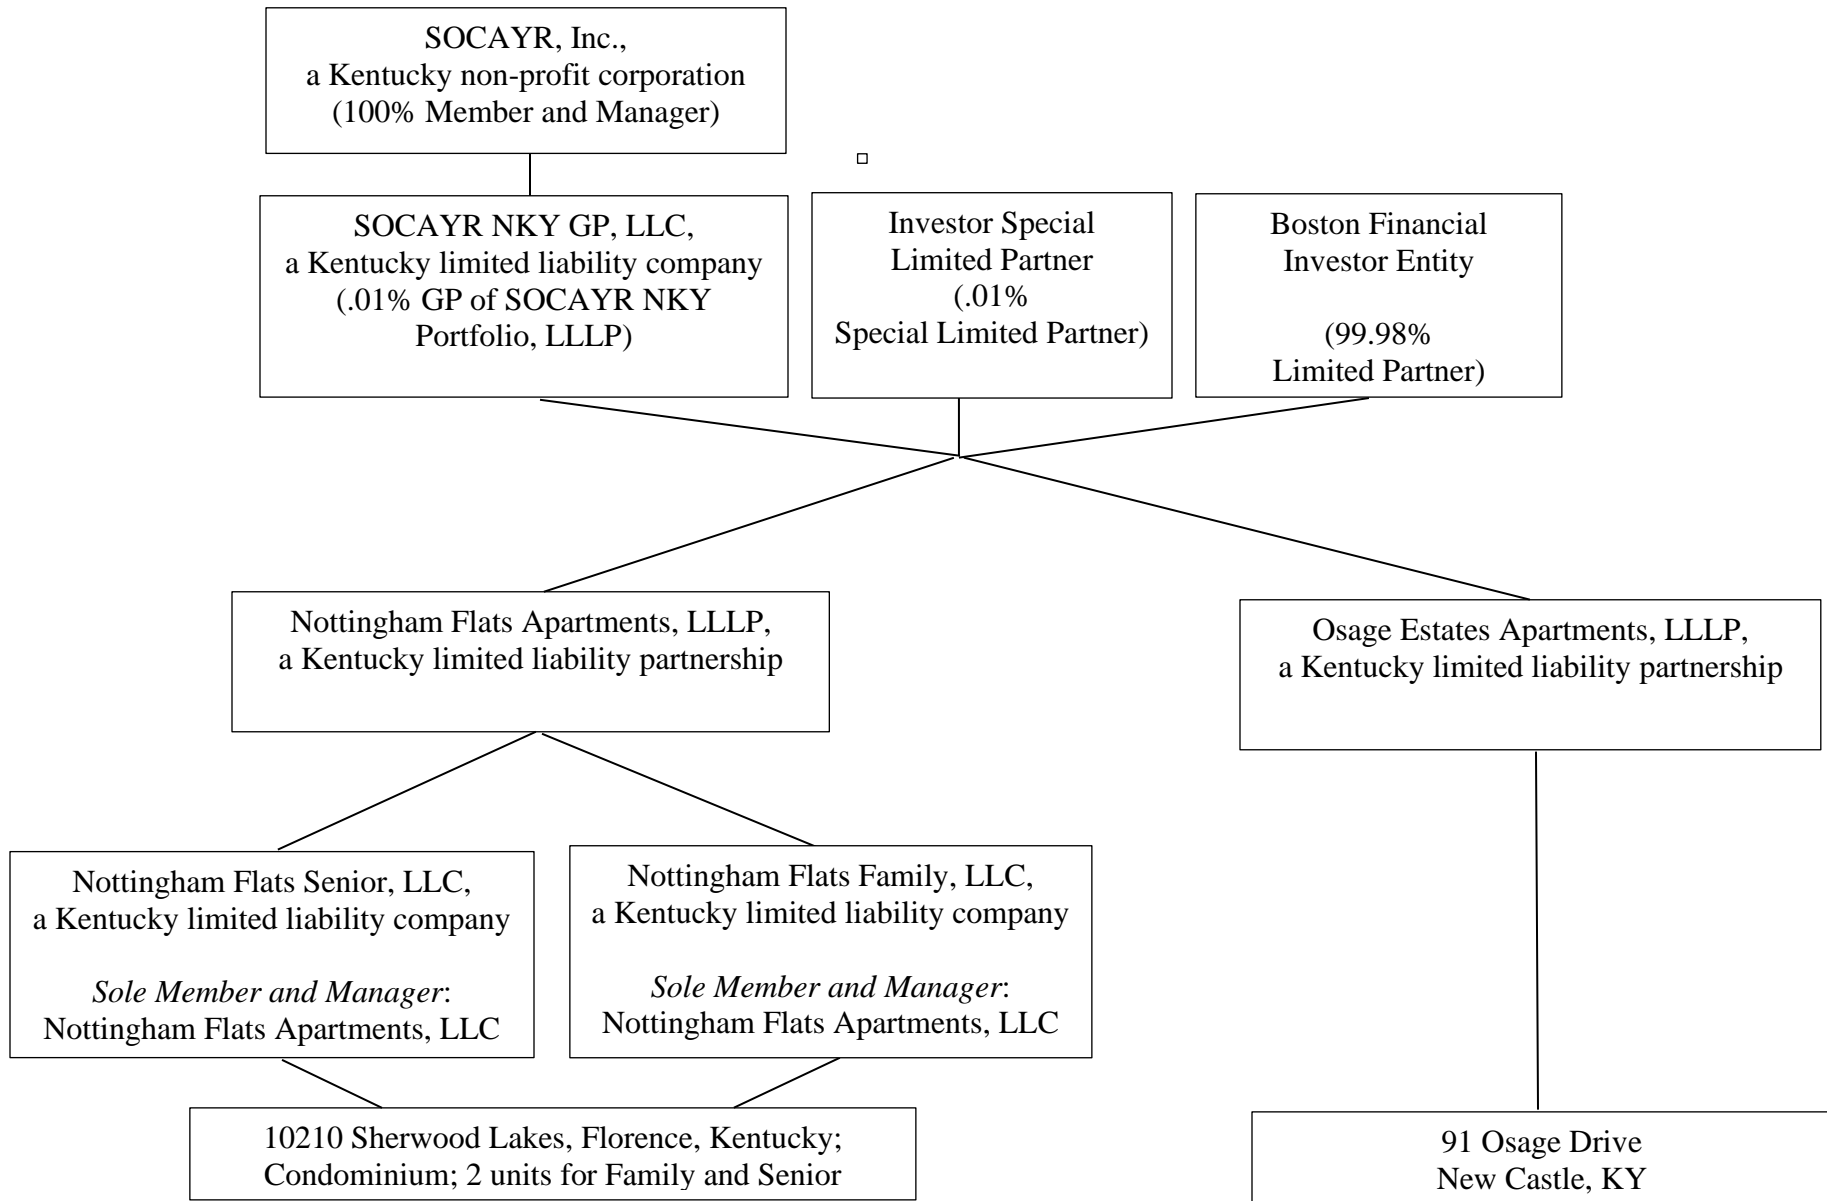 SOCAYR, Inc.,
a Kentucky non-profit corporation
(100% Member and Manager)
SOCAYR NKY GP, LLC,
a Kentucky limited liability company
(.01% GP of SOCAYR NKY
Portfolio, LLLP)
Investor Special
Limited Partner
(.01%
Special Limited Partner)
Boston Financial
Investor Entity
(99.98%
Limited Partner)
Nottingham Flats Apartments, LLLP,
a Kentucky limited liability partnership
Osage Estates Apartments, LLLP,
a Kentucky limited liability partnership
Nottingham Flats Senior, LLC,
a Kentucky limited liability company
Sole Member and Manager:
Nottingham Flats Apartments, LLC
Nottingham Flats Family, LLC,
a Kentucky limited liability company
Sole Member and Manager:
Nottingham Flats Apartments, LLC
10210 Sherwood Lakes, Florence, Kentucky;
Condominium; 2 units for Family and Senior
91 Osage Drive
New Castle, KY